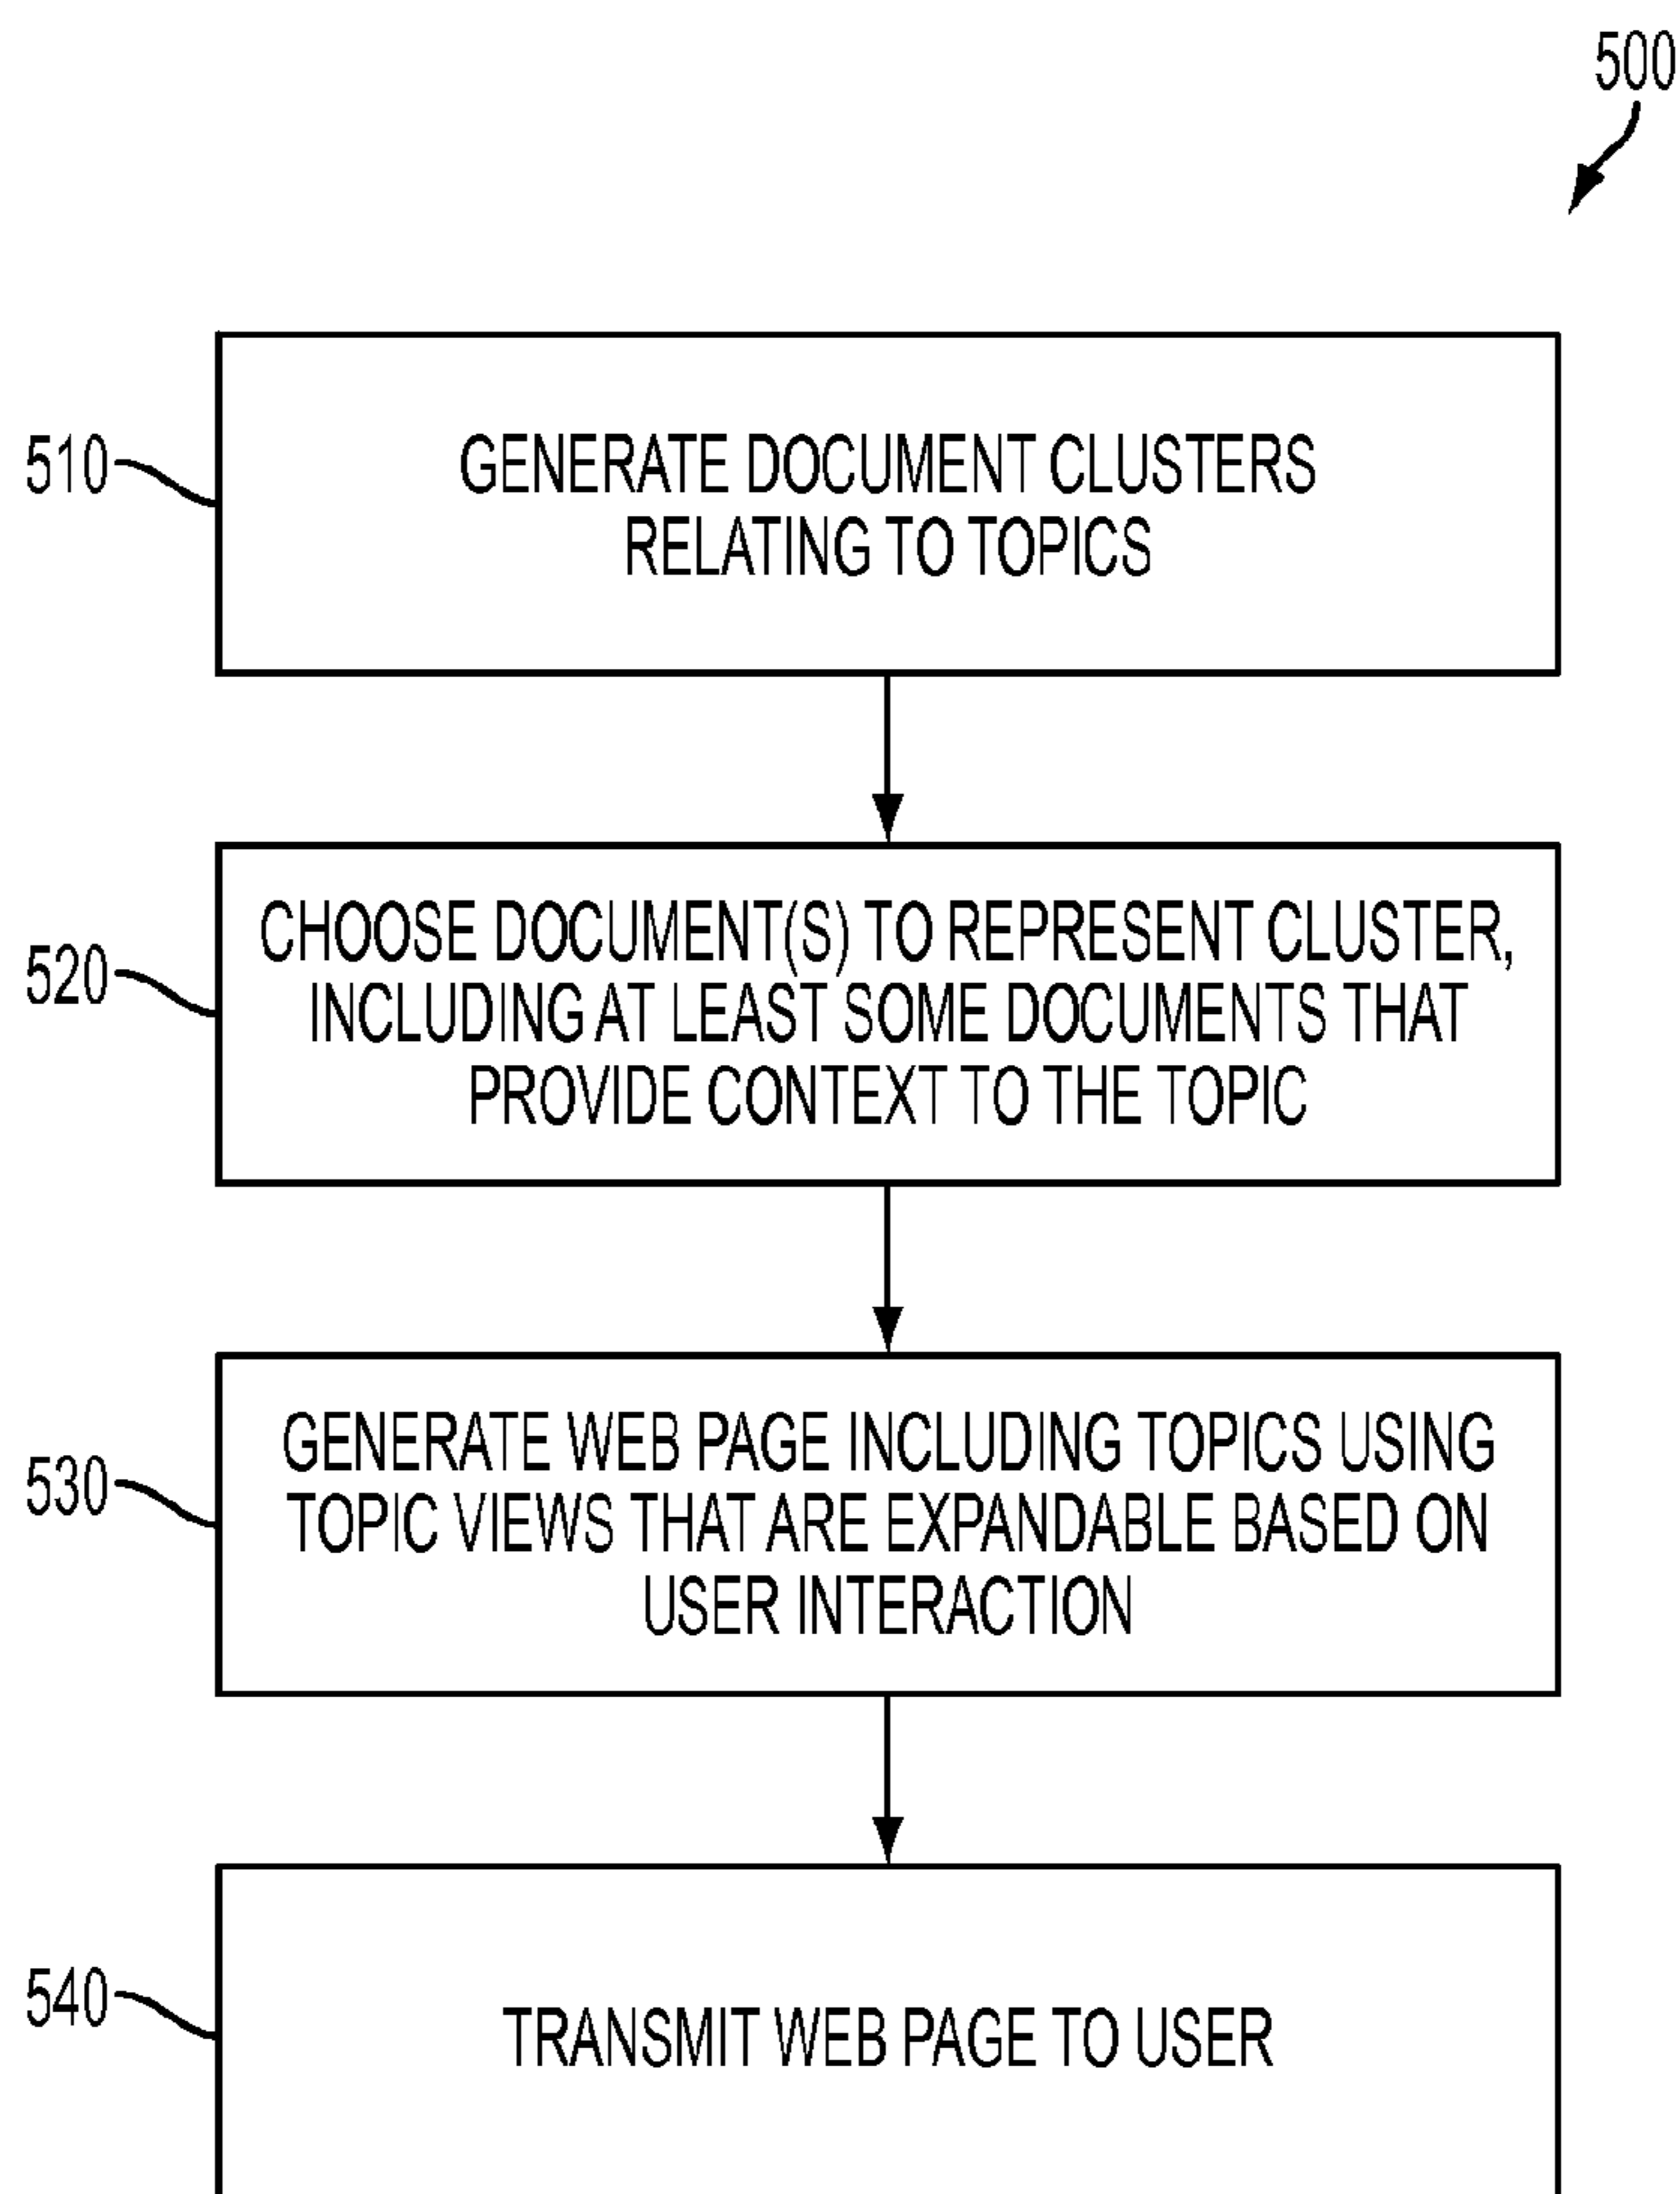 500
510
GENERATE DOCUMENT CLUSTERS
RELATING TO TOPICS
520
CHOOSE DOCUMENT(S) TO REPRESENT CLUSTER,
INCLUDING AT LEAST SOME DOCUMENTS THAT
PROVIDE CONTEXT TO THE TOPIC
530
GENERATE WEB PAGE INCLUDING TOPICS USING
TOPIC VIEWS THAT ARE EXPANDABLE BASED ON
USER INTERACTION
540
TRANSMIT WEB PAGE TO USER